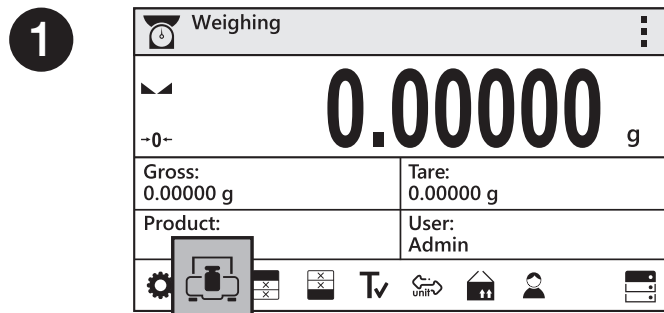 1
Weighing
0.00000 g
→0←
Gross:
0.00000 g
Tare:
0.00000 g
Product:
User:
Admin
T
unit